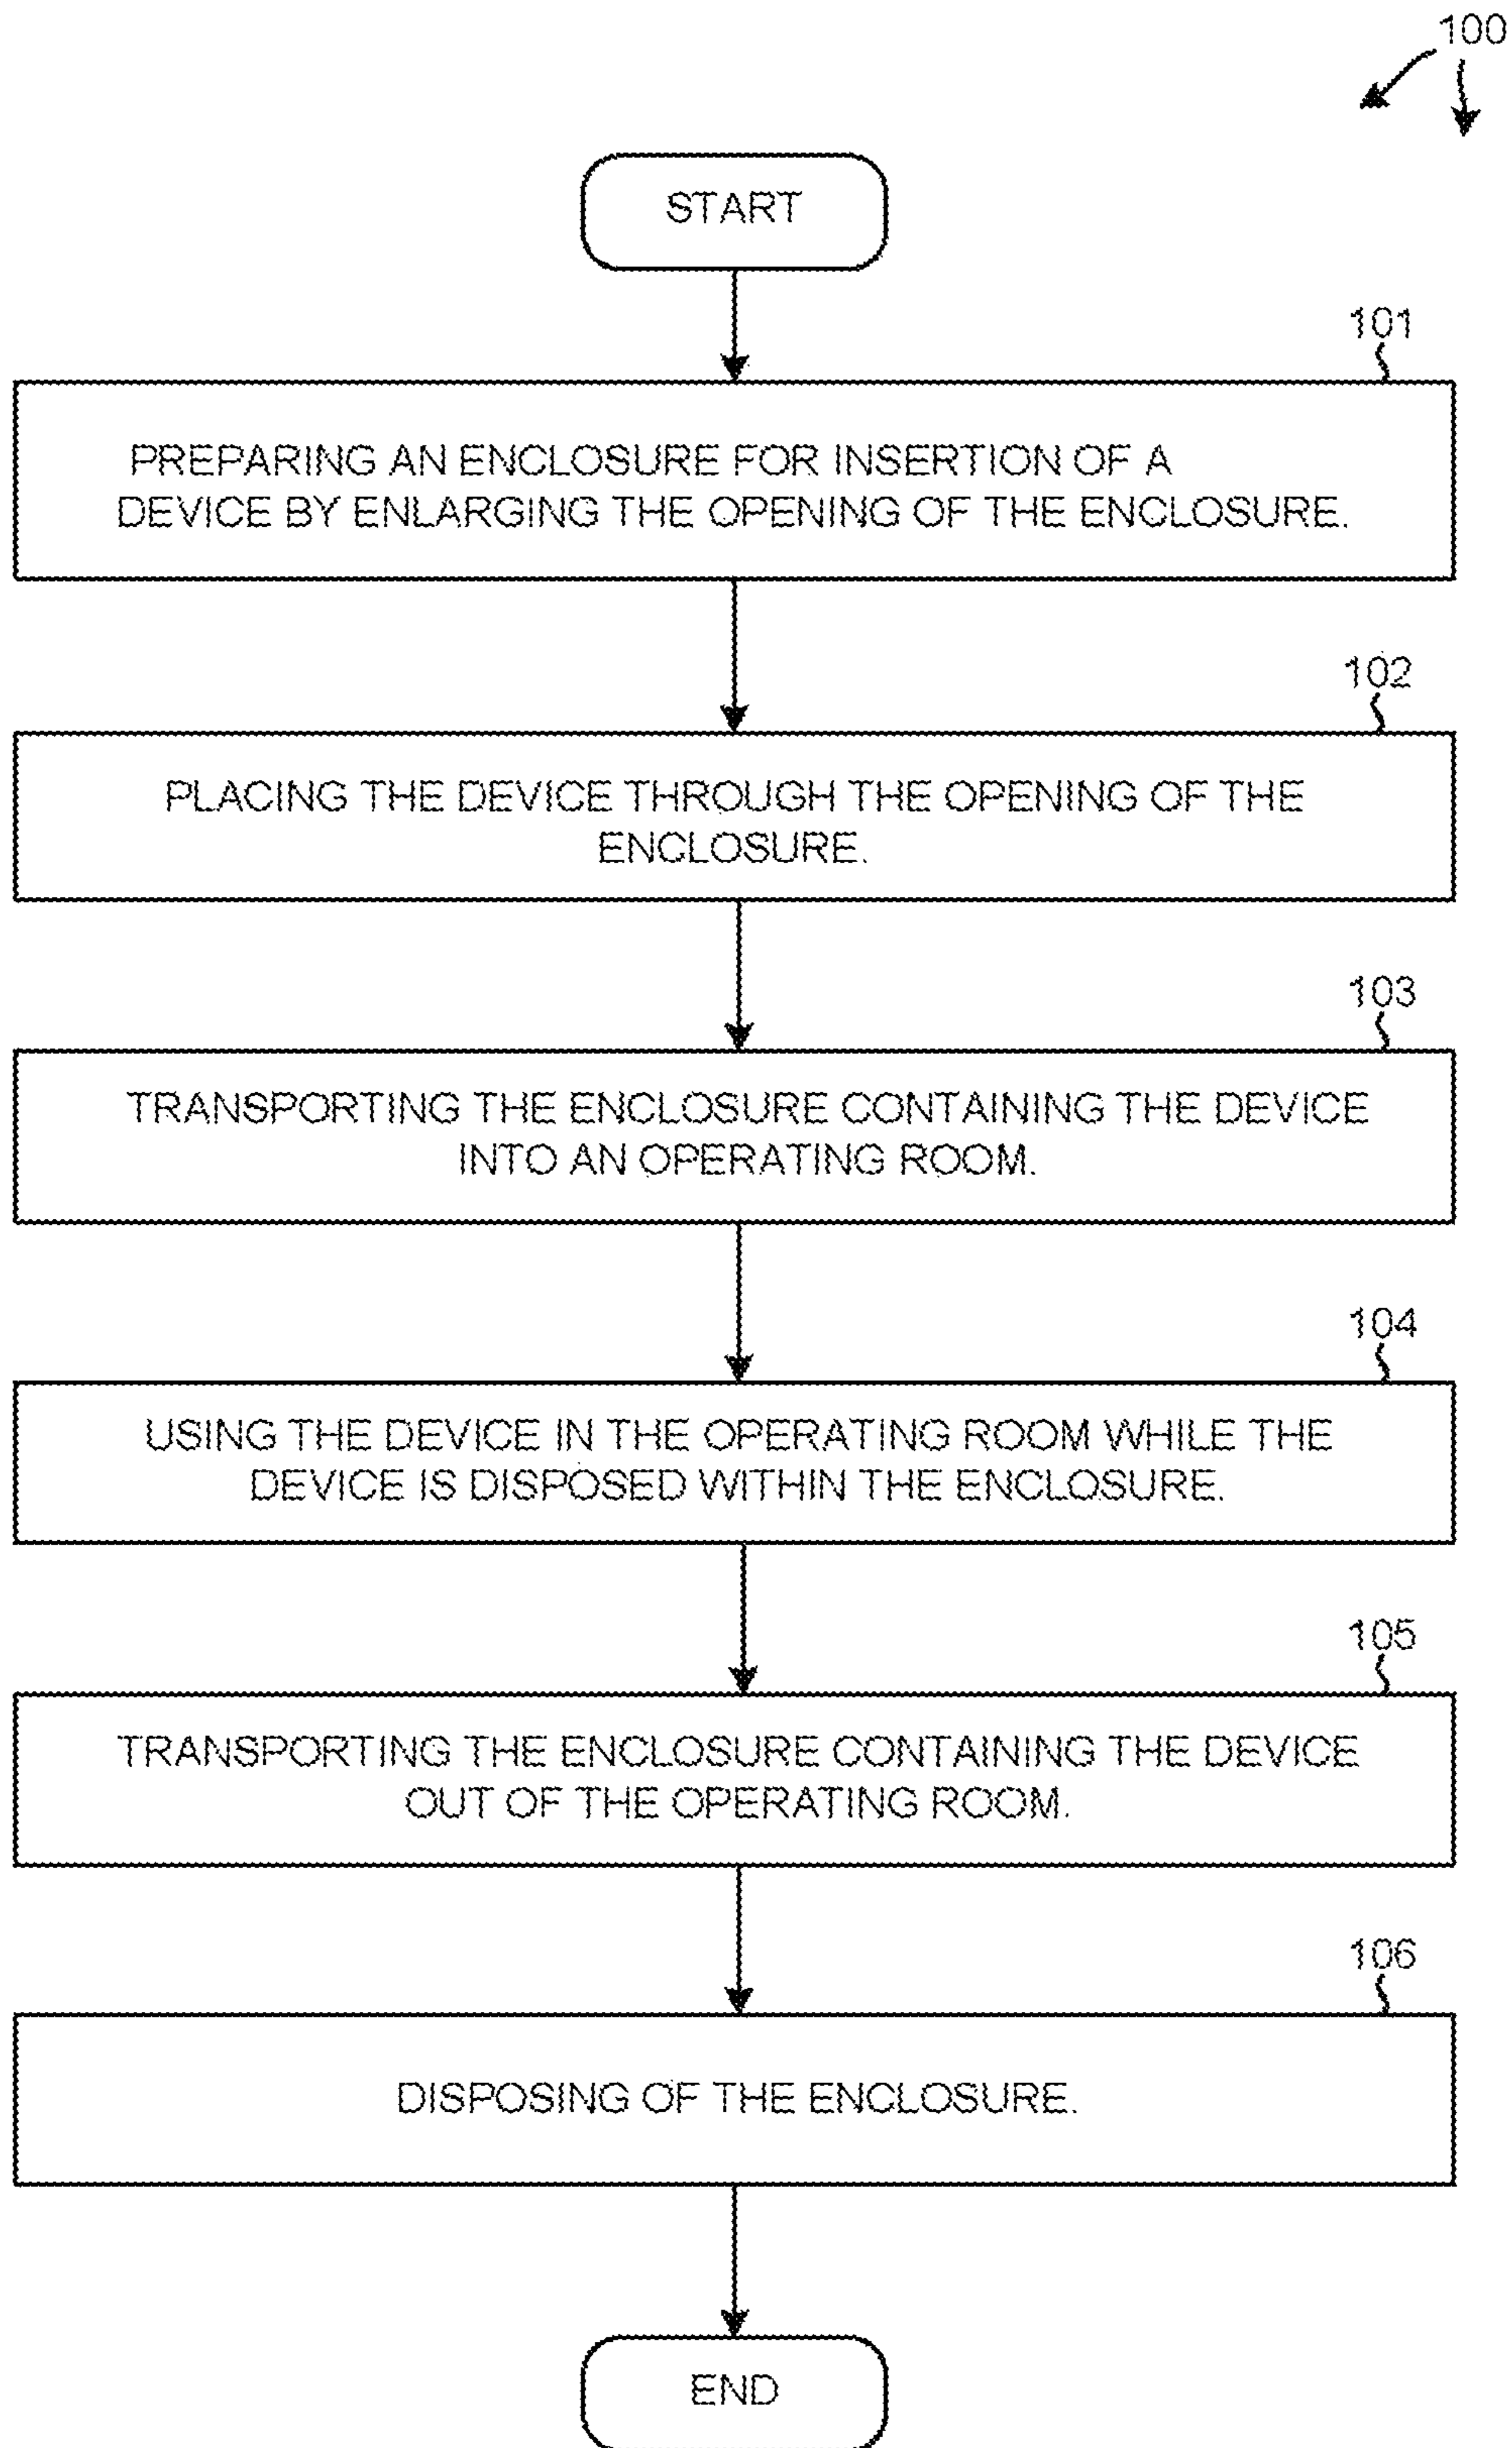 100
START
101
PREPARING AN ENCLOSURE FOR INSERTION OF A
DEVICE BY ENLARGING THE OPENING OF THE ENCLOSURE.
102
PLACING THE DEVICE THROUGH THE OPENING OF THE
ENCLOSURE.
103
TRANSPORTING THE ENCLOSURE CONTAINING THE DEVICE
INTO AN OPERATING ROOM.
104
USING THE DEVICE IN THE OPERATING ROOM WHILE THE
DEVICE IS DISPOSED WITHIN THE ENCLOSURE.
105
TRANSPORTING THE ENCLOSURE CONTAINING THE DEVICE
OUT OF THE OPERATING ROOM.
106
DISPOSING OF THE ENCLOSURE.
END